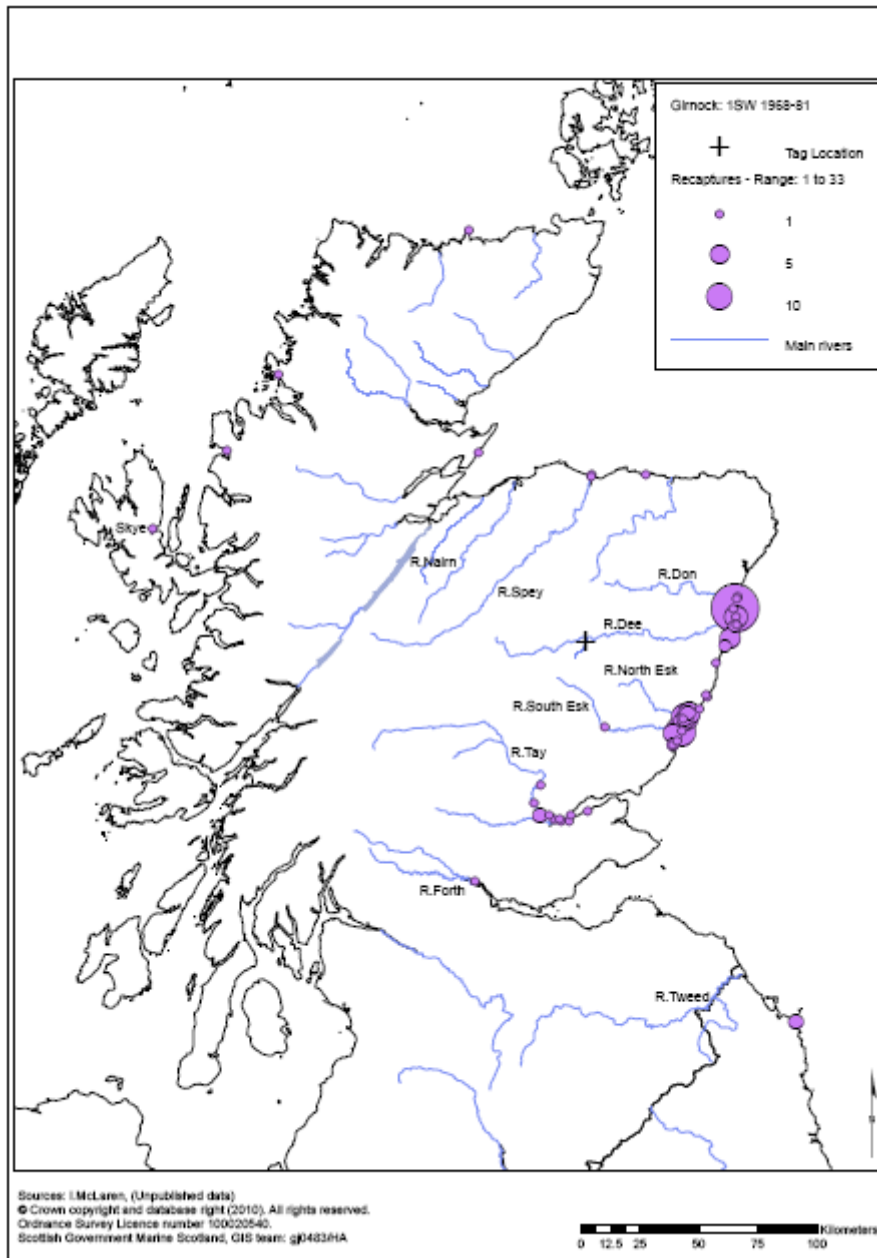 Girnock: 1SW 1968-81
Tag Location
Recaptures - Range: 1 to 33
1
5
10
Main rivers
Skye
R.Nairn
R.Spey
R.Don
R.Dee
R.North Esk
R.South Esk
R.Tay
R.Forth
R.Tweed
Sources: I.McLaren, (Unpublished data)
© Crown copyright and database right (2010). All rights reserved.
Ordnance Survey Licence number 100020540.
Scottish Government Marine Scotland, GIS team: gj0483/HA
Kilometers
0 12.5 25 50 75 100